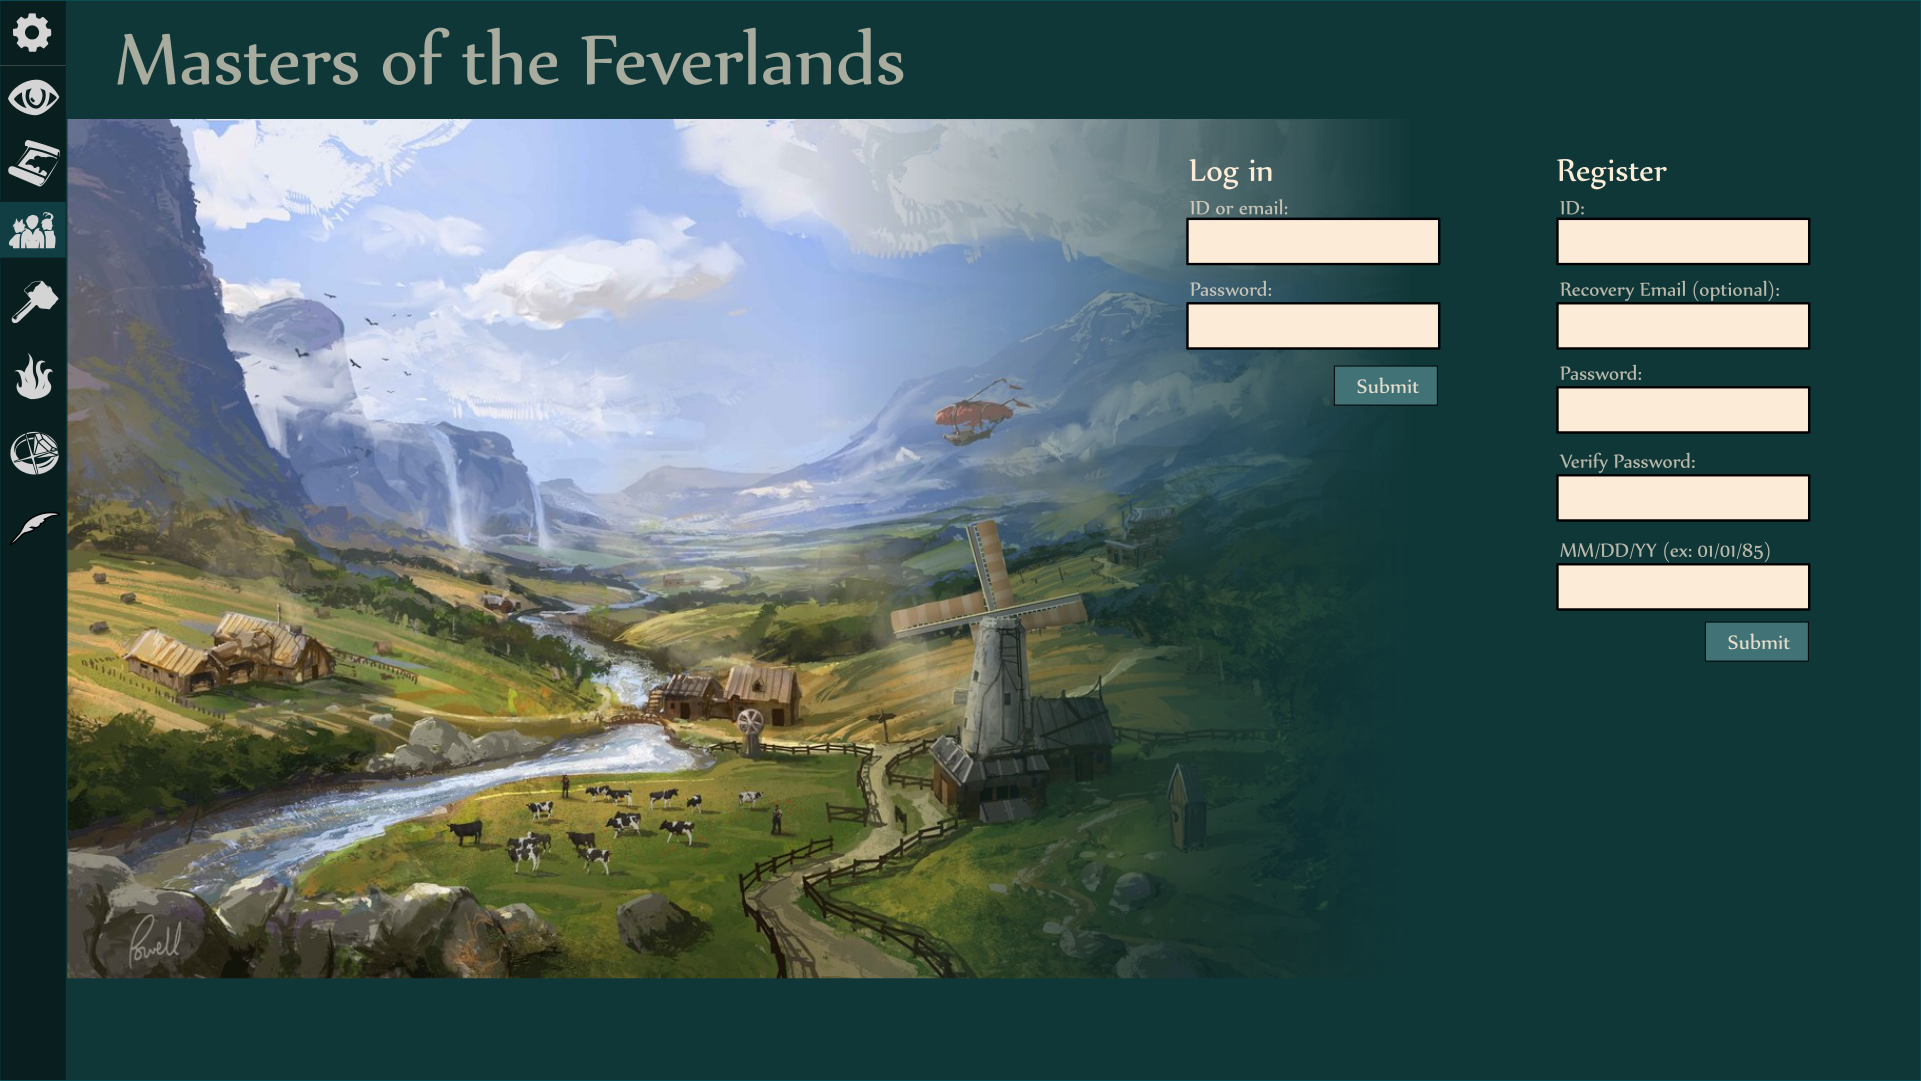 Masters of the Feverlands
Log in
ID or email:
Password:
Submit
Register
ID:
Recovery Email (optional):
Password:
Verify Password:
MM/DD/YY (ex: 01/01/85)
Submit
Powell